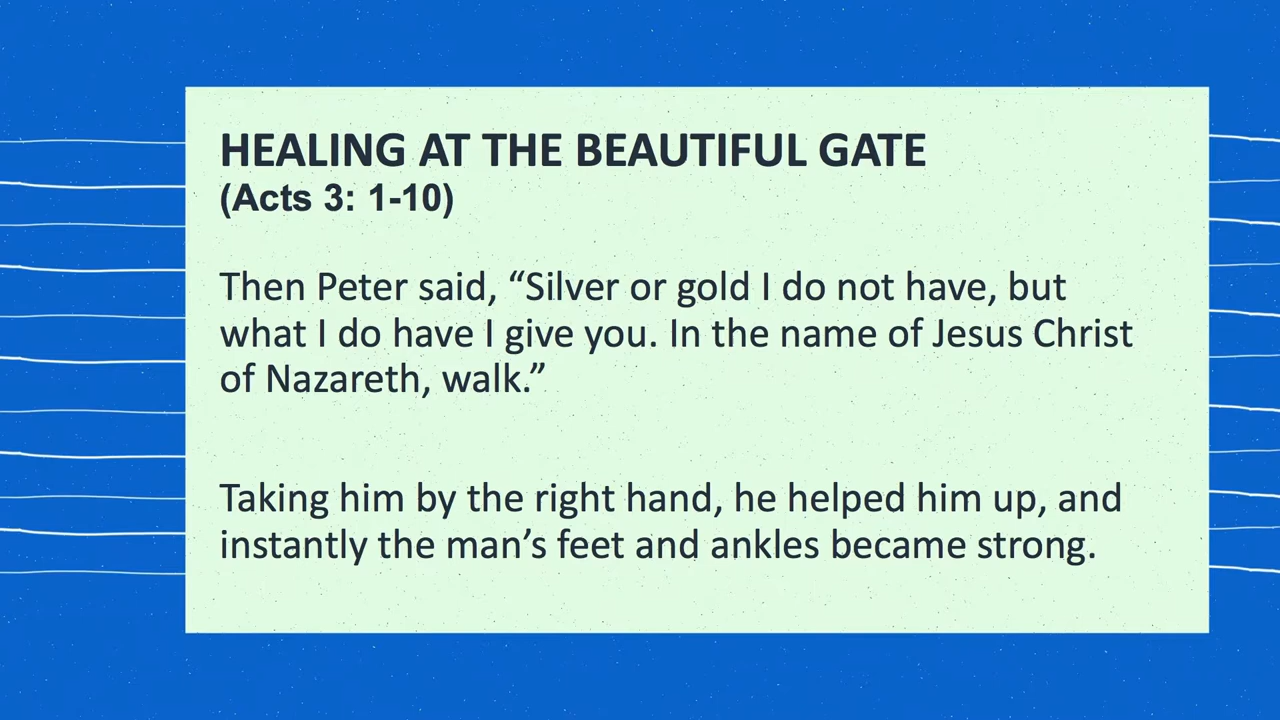 HEALING AT THE BEAUTIFUL GATE
(Acts 3: 1-10)
Then Peter said, “Silver or gold I do not have, but
what I do have I give you. In the name of Jesus Christ
of Nazareth, walk.”
Taking him by the right hand, he helped him up, and
instantly the man’s feet and ankles became strong.